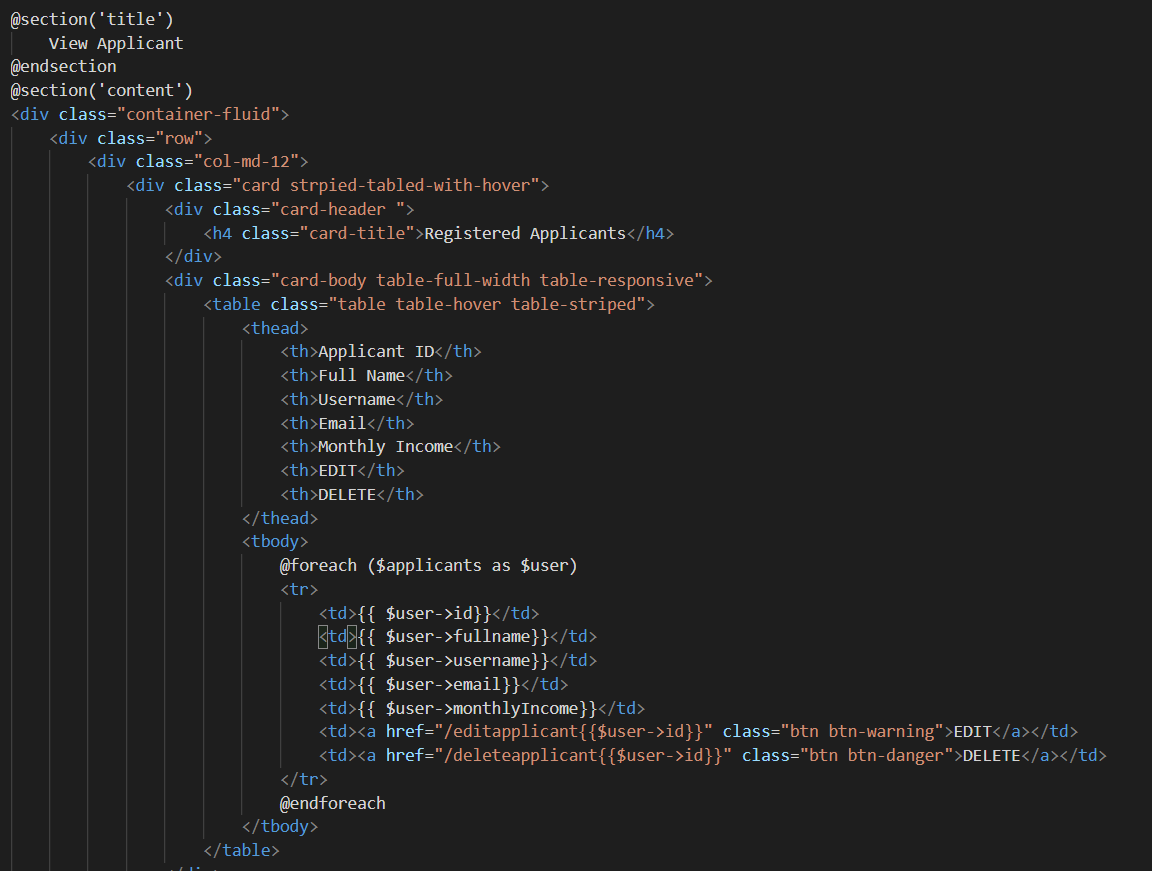 @section('title')
    View Applicant
@endsection
@section('content')
<div class="container-fluid">
    <div class="row">
        <div class="col-md-12">
            <div class="card strpied-tabled-with-hover">
                <div class="card-header ">
                    <h4 class="card-title">Registered Applicants</h4>
                </div>
                <div class="card-body table-full-width table-responsive">
                    <table class="table table-hover table-striped">
                        <thead>
                            <th>Applicant ID</th>
                            <th>Full Name</th>
                            <th>Username</th>
                            <th>Email</th>
                            <th>Monthly Income</th>
                            <th>EDIT</th>
                            <th>DELETE</th>
                        </thead>
                        <tbody>
                            @foreach ($applicants as $user)
                            <tr>
                                <td>{{ $user->id}}</td>
                                <td>{{ $user->fullname}}</td>
                                <td>{{ $user->username}}</td>
                                <td>{{ $user->email}}</td>
                                <td>{{ $user->monthlyIncome}}</td>
                                <td><a href="/editapplicant{{$user->id}}" class="btn btn-warning">EDIT</a></td>
                                <td><a href="/deleteapplicant{{$user->id}}" class="btn btn-danger">DELETE</a></td>
                            </tr>
                            @endforeach
                        </tbody>
                    </table>